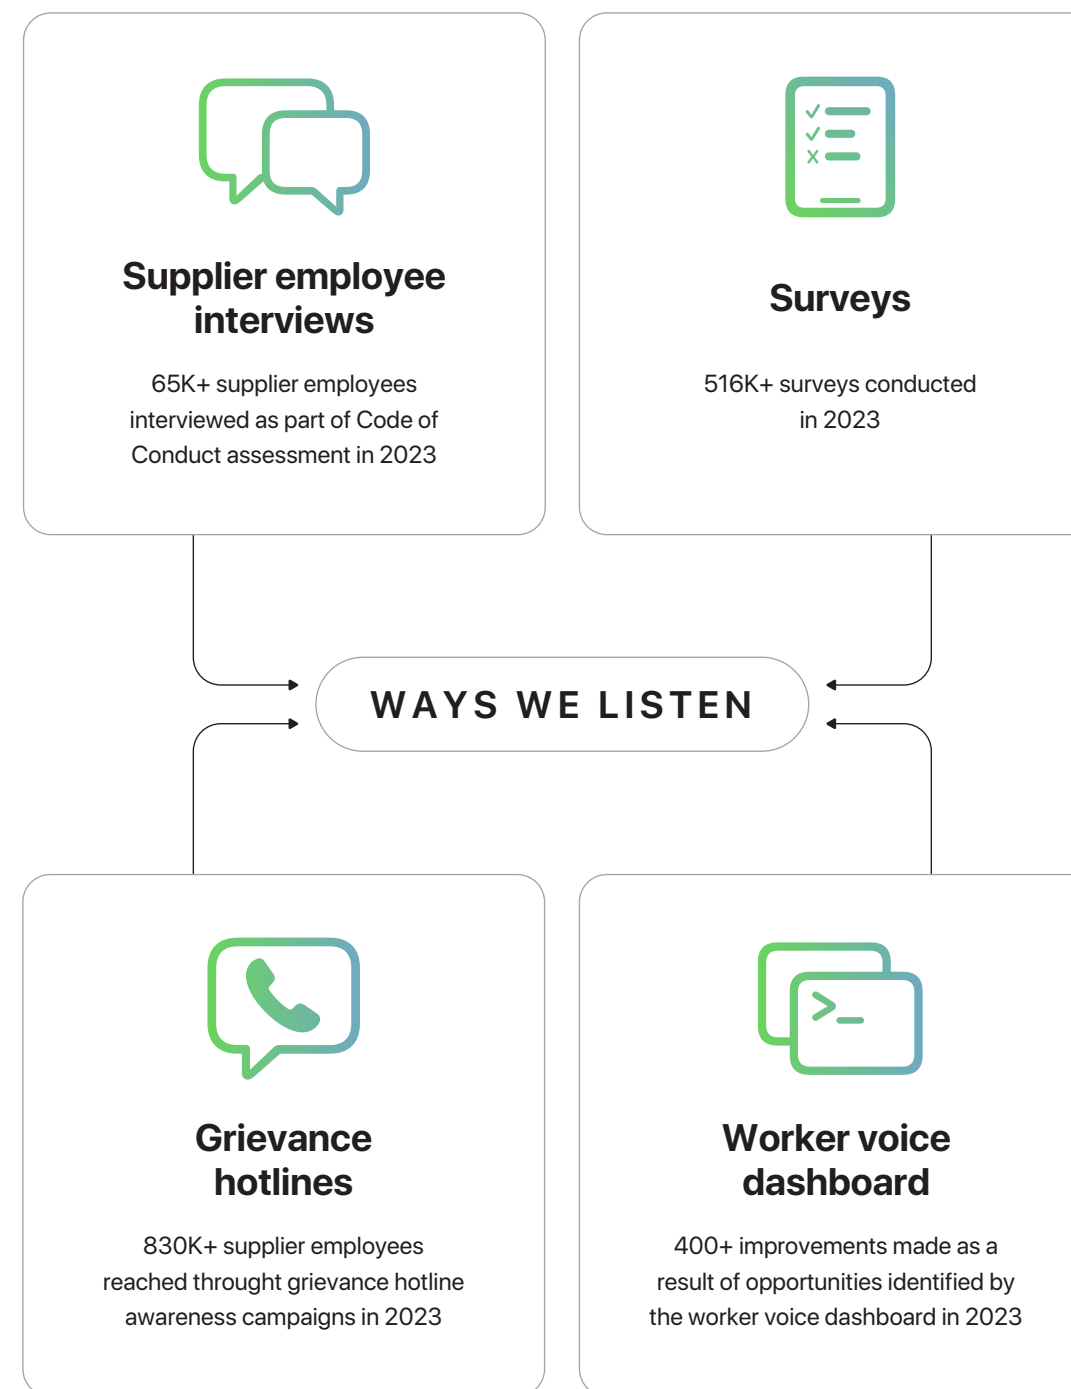 Supplier employee
interviews
65K+ supplier employees
interviewed as part of Code of
Conduct assessment in 2023
Surveys
516K+ surveys conducted
in 2023
WAYS WE LISTEN
Grievance
hotlines
830K+ supplier employees
reached throught grievance hotline
awareness campaigns in 2023
Worker voice
dashboard
400+ improvements made as a
result of opportunities identified by
the worker voice dashboard in 2023